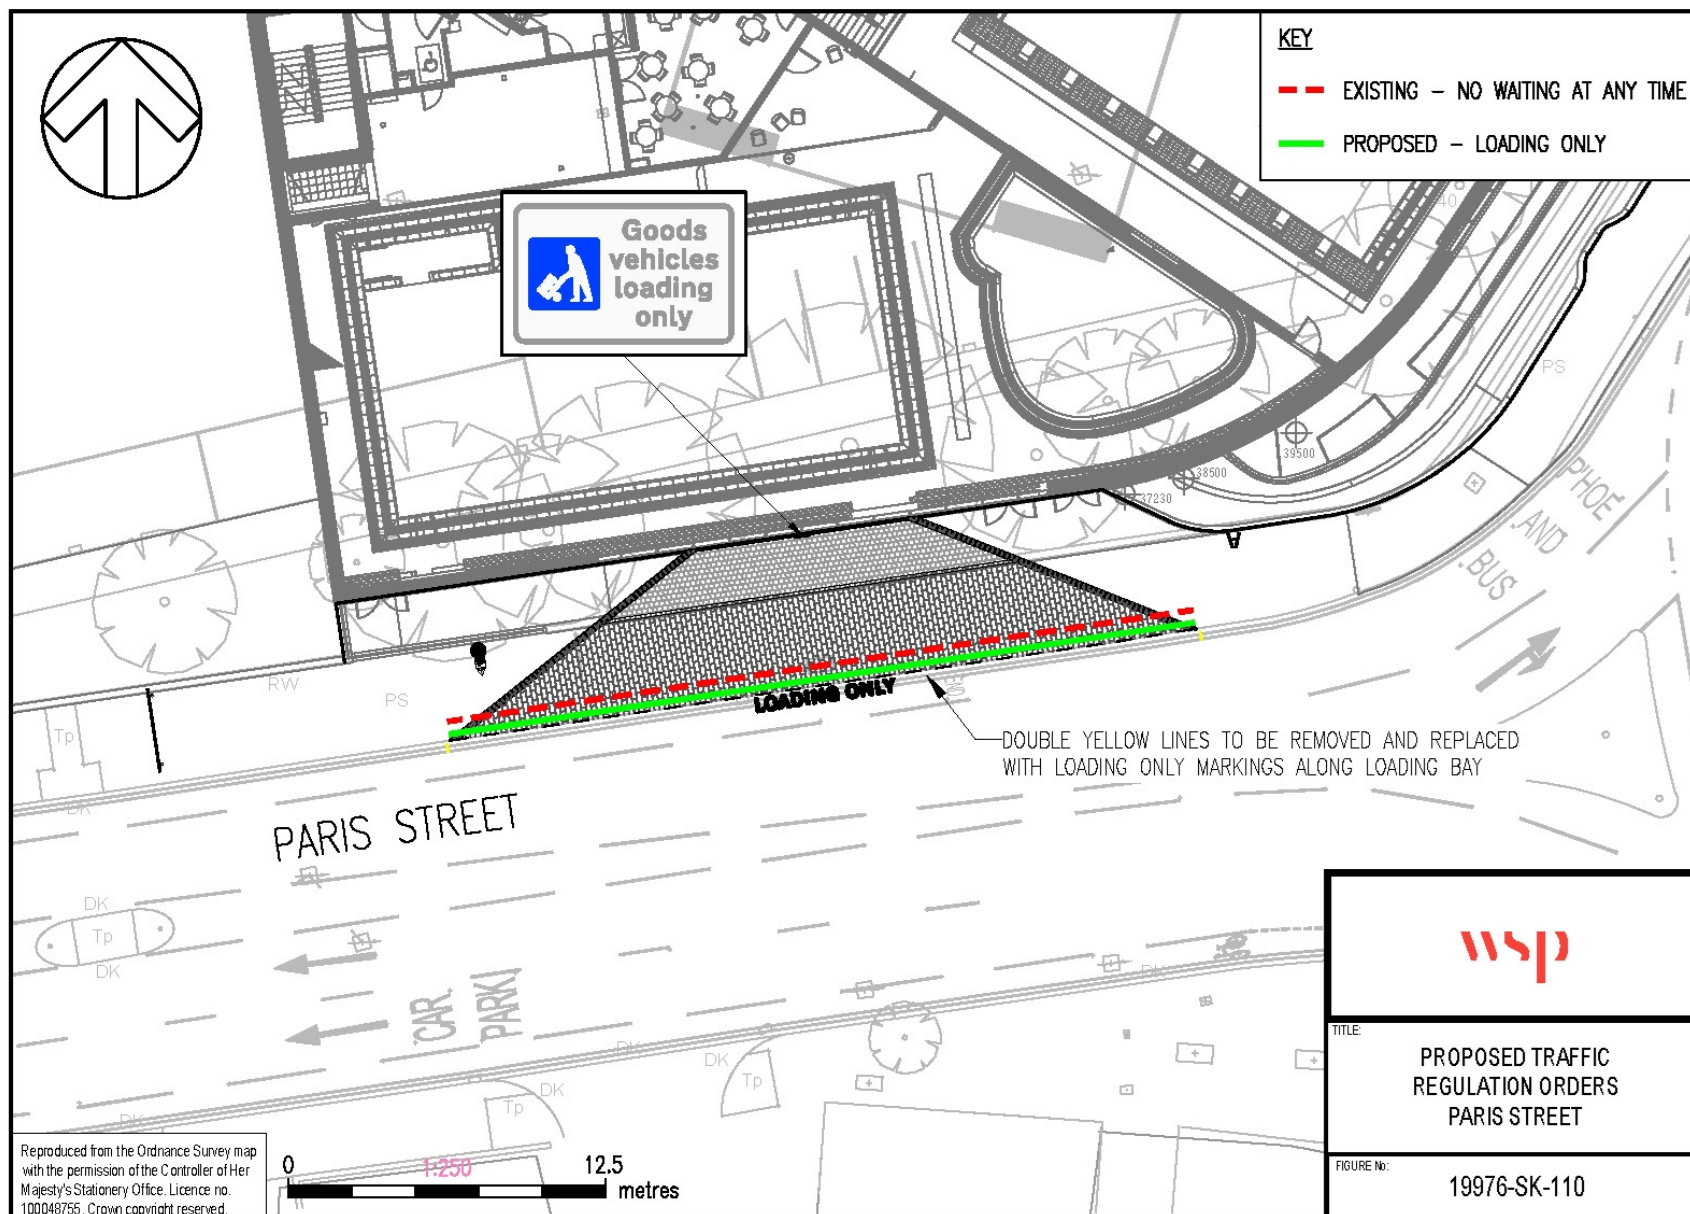 KEY
EXISTING – NO WAITING AT ANY TIME
PROPOSED – LOADING ONLY
Goods
vehicles
loading
only
40
PS
39500
38500
37230
PHOE
AND
BUS
RW
PS
Tp
DK
LOADING ONLY
DOUBLE YELLOW LINES TO BE REMOVED AND REPLACED
WITH LOADING ONLY MARKINGS ALONG LOADING BAY
PARIS STREET
DK
Tp
DK
CAR
PARK
DK
DK
DK
Tp
DK
Tp
DK
wsp
TITLE:
PROPOSED TRAFFIC
REGULATION ORDERS
PARIS STREET
FIGURE No:
19976-SK-110
Reproduced from the Ordnance Survey map
with the permission of the Controller of Her
Majesty's Stationery Office. Licence no.
100048755. Crown copyright reserved.
0
1:250
12.5
metres